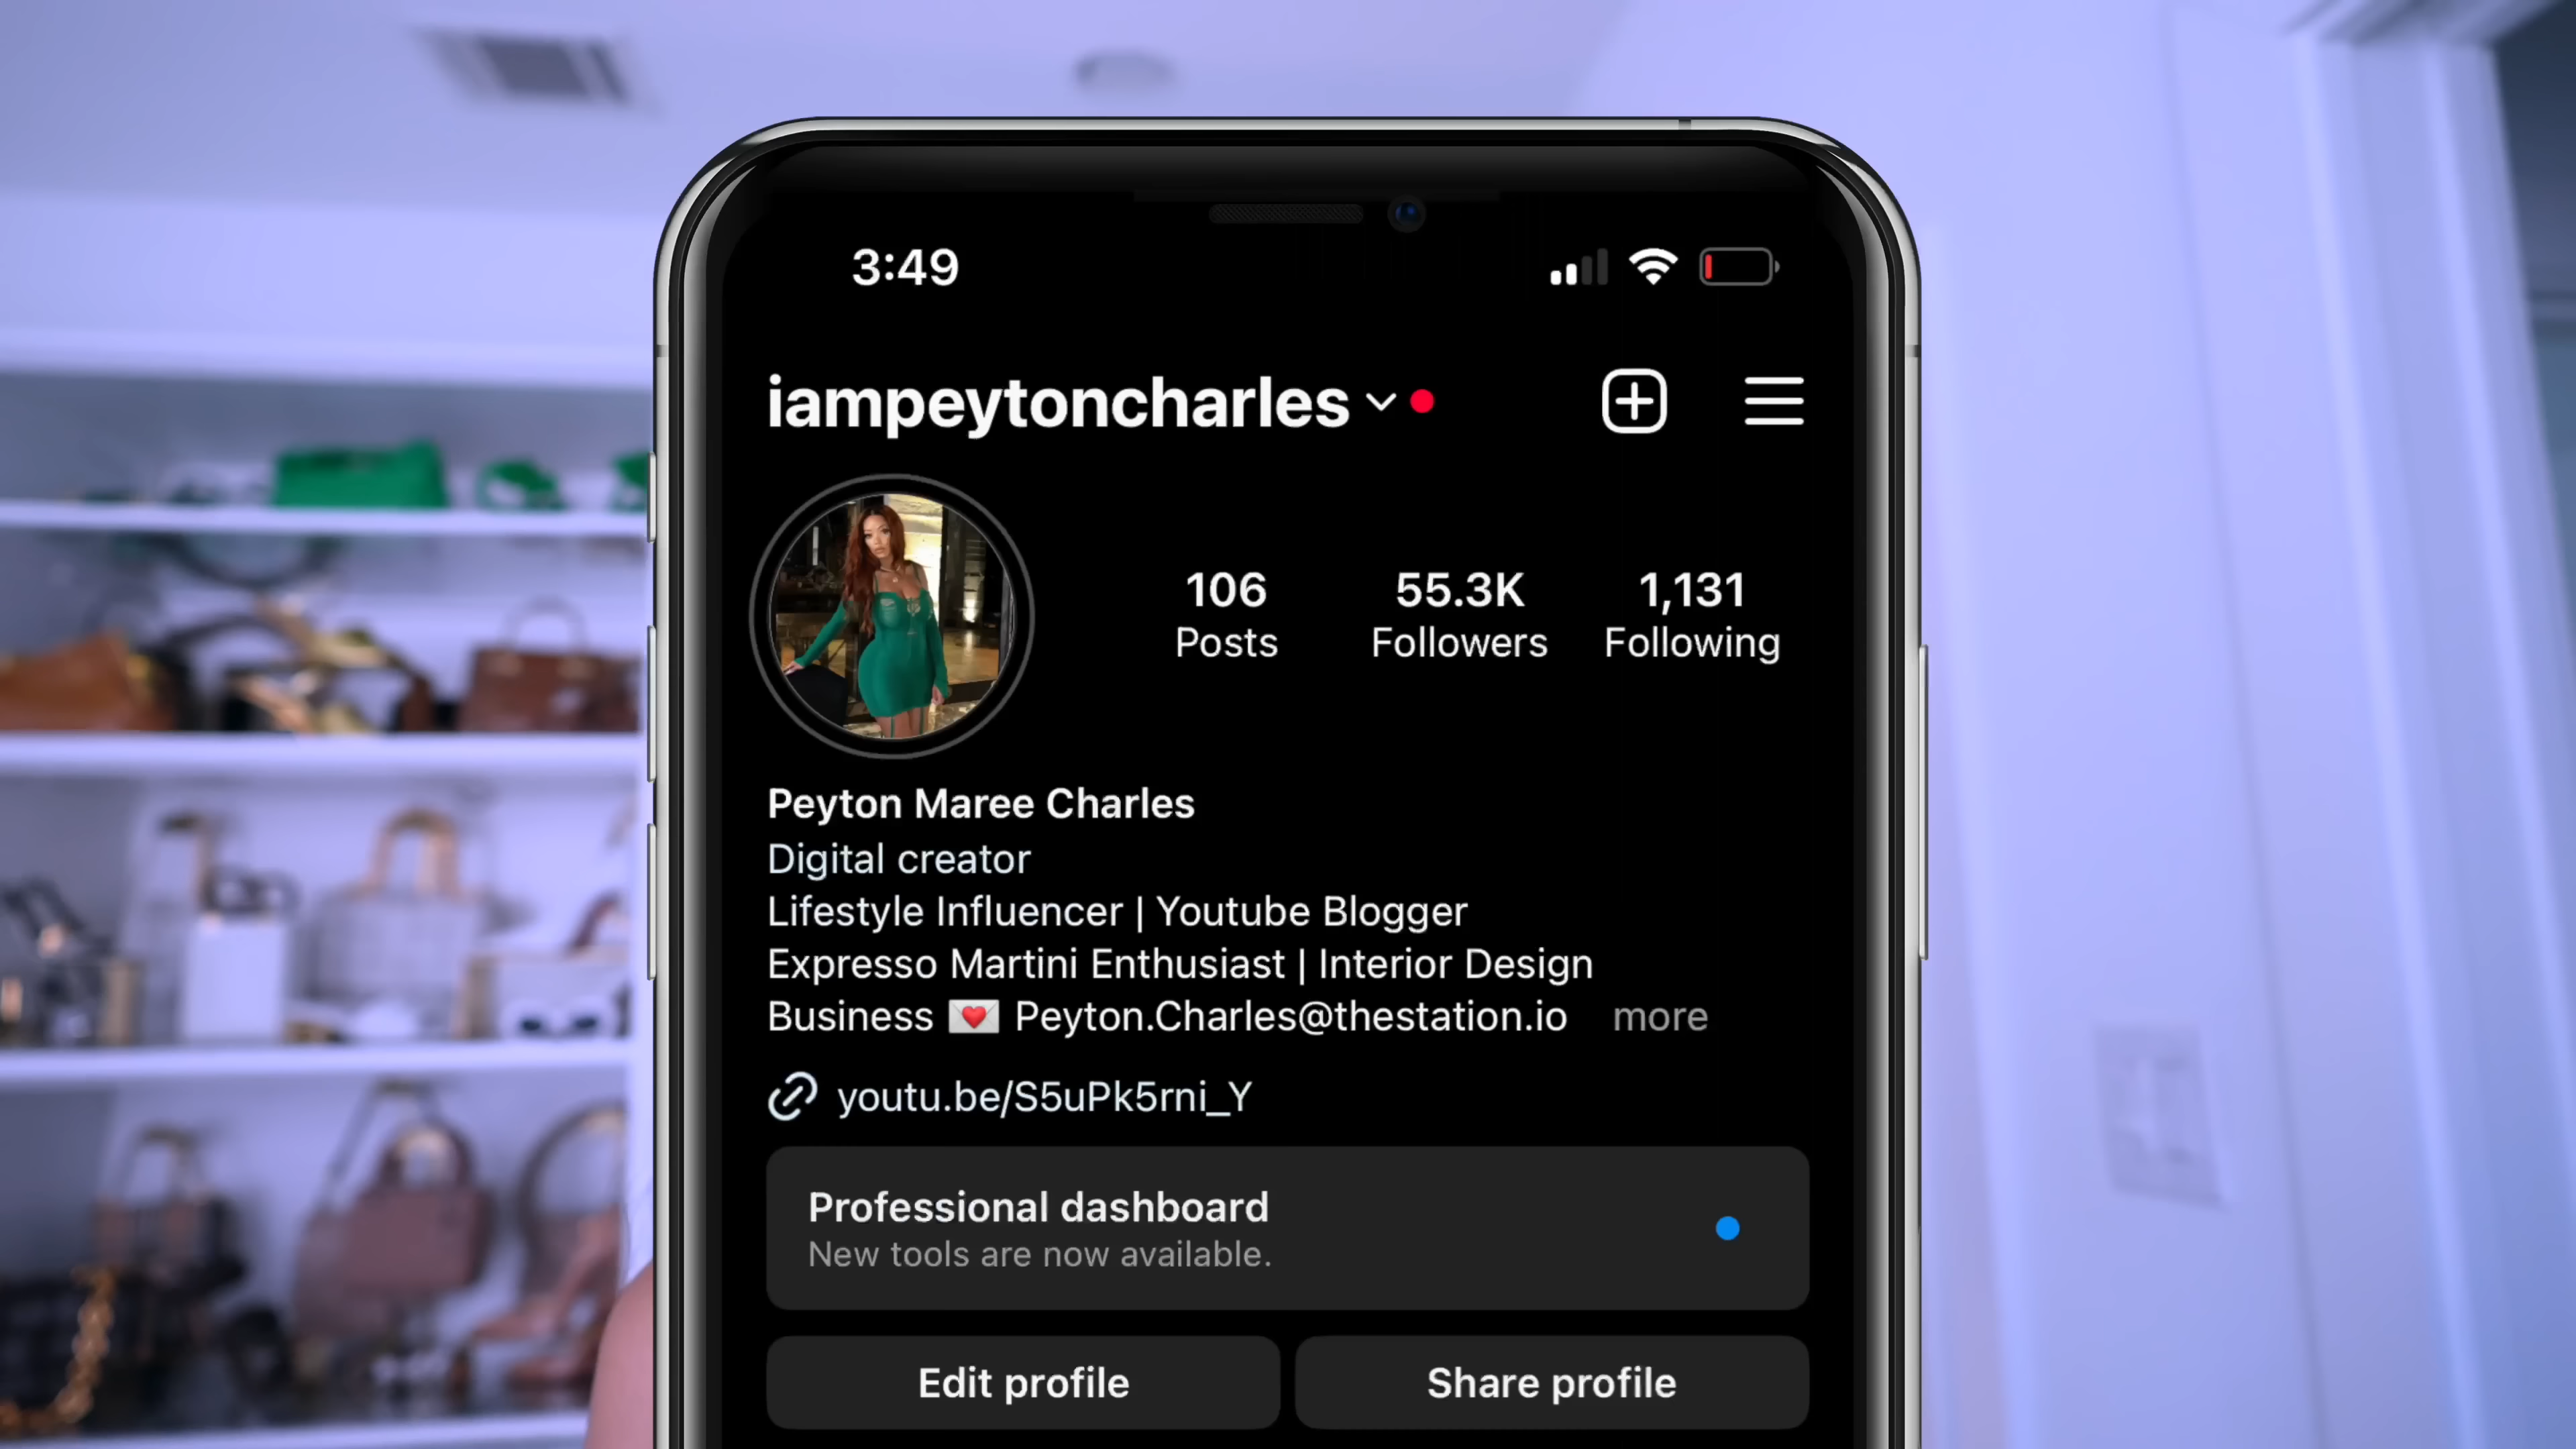 3:49
iampeytoncharles
106 55.3K 1,131
Posts Followers Following
Peyton Maree Charles
Digital creator
Lifestyle Influencer | Youtube Blogger
Expresso Martini Enthusiast | Interior Design
Business 💌 Peyton.Charles@thestation.io more
youtu.be/S5uPk5rni_Y
Professional dashboard
New tools are now available.
Edit profile Share profile